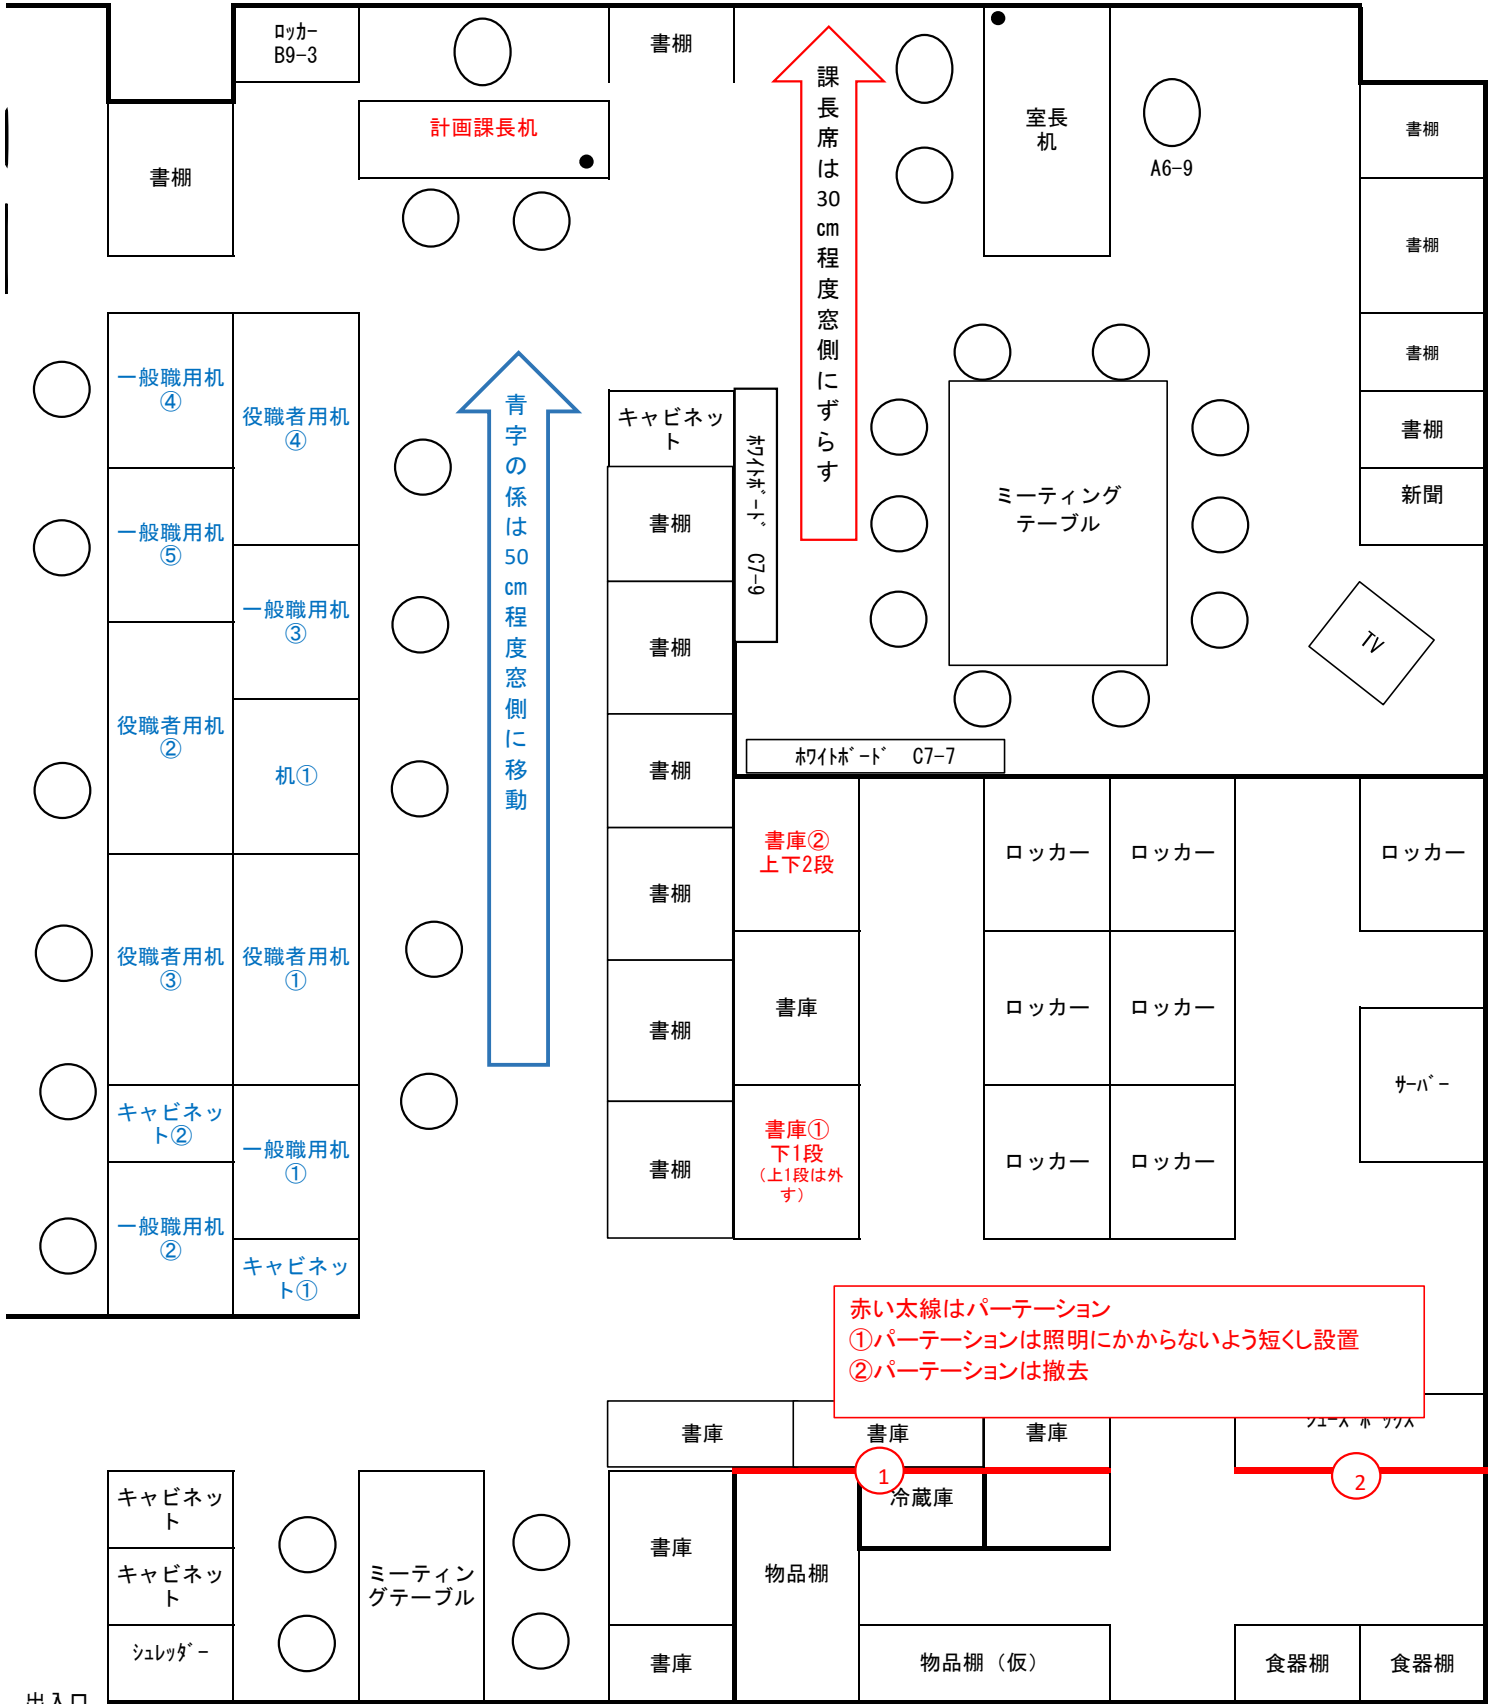 ﾛｯｶｰ
B9-3
書棚
計画課長机
書棚
課長席は30㎝程度窓側にずらす
室長
机
A6-9
書棚
書棚
書棚
書棚
新聞
一般職用机
④
役職者用机
④
一般職用机
⑤
一般職用机
③
役職者用机
②
机①
役職者用机
③
役職者用机
①
キャビネッ
ト②
一般職用机
①
一般職用机
②
キャビネッ
ト①
青字の係は50㎝程度窓側に移動
キャビネッ
ト
書棚
書棚
書棚
書棚
書棚
書棚
ﾎﾜｲﾄﾎﾞｰﾄﾞ C7-9
ミーティング
テーブル
TV
ﾎﾜｲﾄﾎﾞｰﾄﾞ C7-7
書庫②
上下2段
書庫
書庫①
下1段
（上1段は外
す）
ロッカー
ロッカー
ロッカー
ロッカー
ロッカー
ロッカー
ロッカー
ｻｰﾊﾞｰ
赤い太線はパーテーション
①パーテーションは照明にかからないよう短くし設置
②パーテーションは撤去
書庫
書庫
書庫
ｼｭｰｽﾞﾎﾞｯｸｽ
1
2
冷蔵庫
キャビネッ
ト
キャビネッ
ト
ｼｭﾚｯﾀﾞｰ
ミーティン
グテーブル
書庫
書庫
物品棚
物品棚（仮）
食器棚
食器棚
出入口